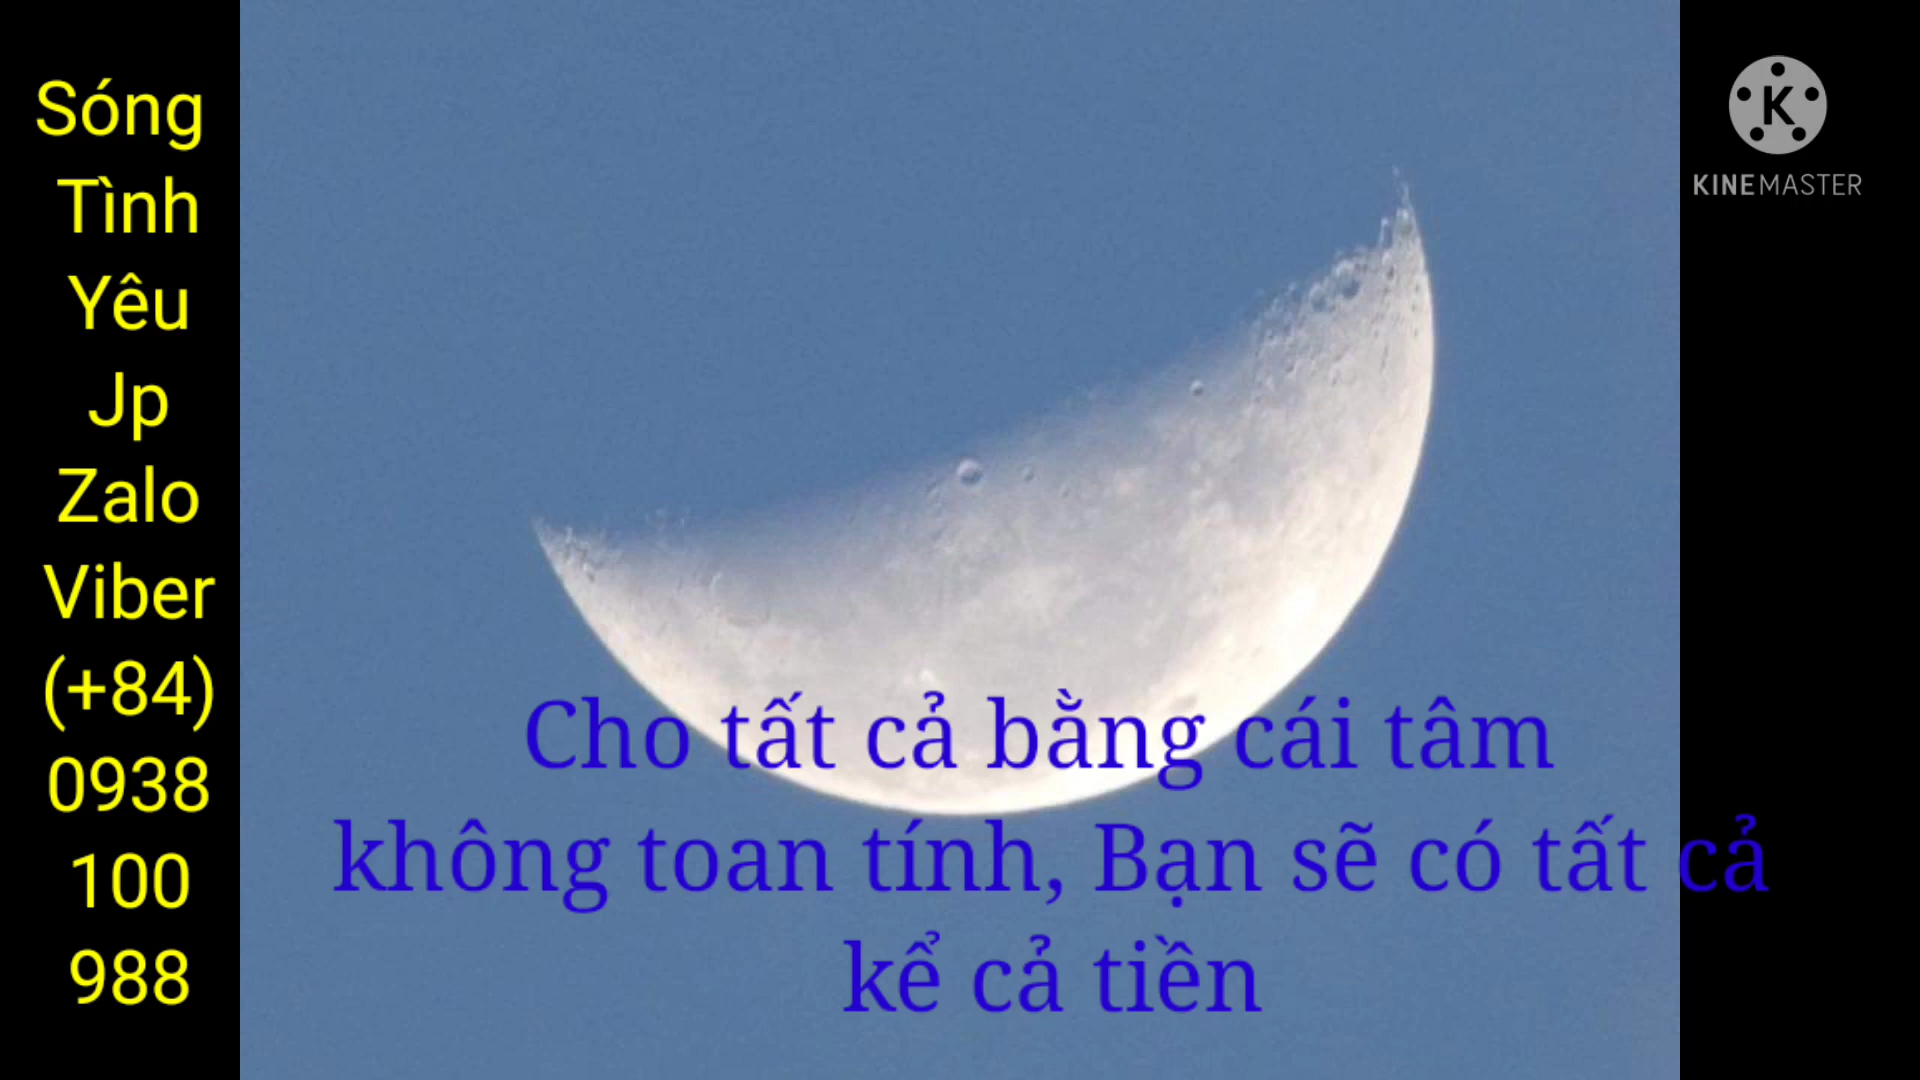 Sóng
Tình
Yêu
Jp
Zalo
Viber
(+84)
0938
100
988
K
KINEMASTER
Cho tất cả bằng cái tâm
không toan tính, Bạn sẽ có tất cả
kể cả tiền